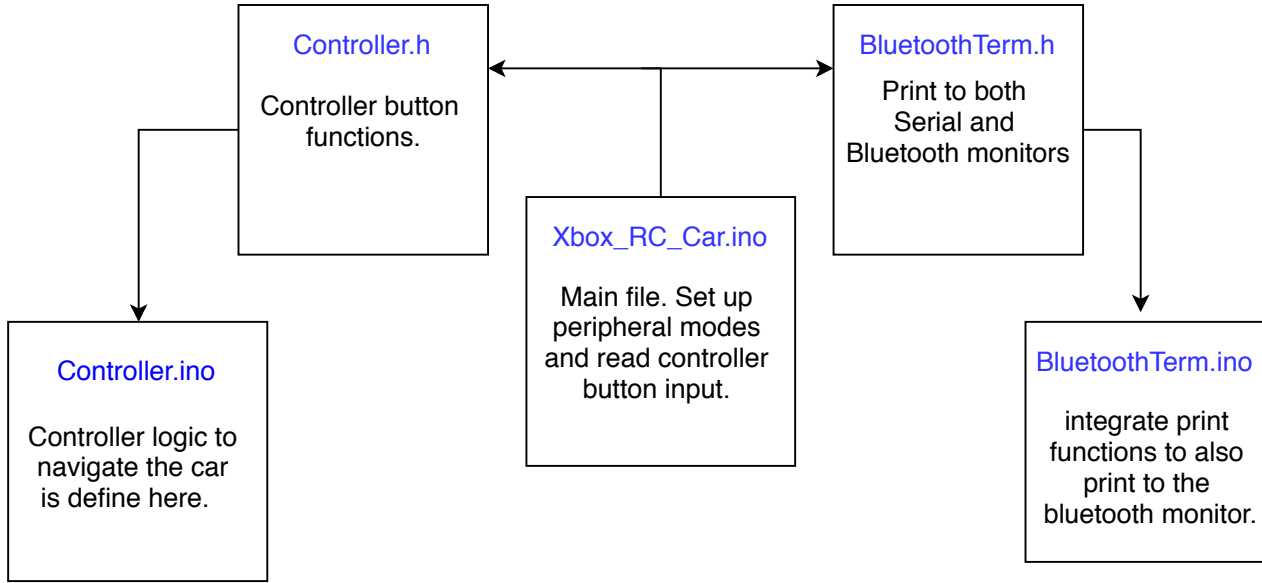 Controller.h
Controller button
functions.
BluetoothTerm.h
Print to both
Serial and
Bluetooth monitors
Xbox_RC_Car.ino
Main file. Set up
peripheral modes
and read controller
button input.
Controller.ino
Controller logic to
navigate the car
is define here.
BluetoothTerm.ino
integrate print
functions to also
print to the
bluetooth monitor.